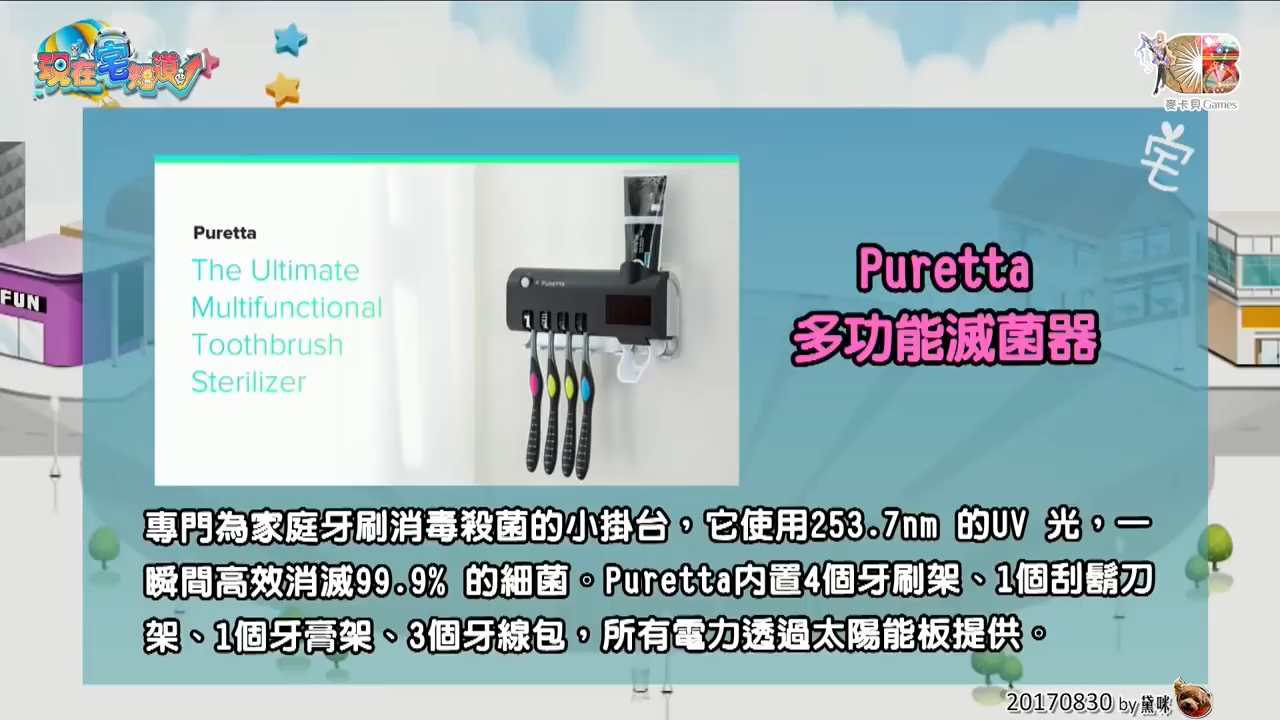 現在宅知道
麥卡貝Games
宅
FUN
Puretta
The Ultimate
Multifunctional
Toothbrush
Sterilizer
PURETTA
Puretta
多功能滅菌器
專門為家庭牙刷消毒殺菌的小掛台，它使用253.7nm 的UV 光，一
瞬間高效消滅99.9% 的細菌。Puretta內置4個牙刷架、1個刮鬍刀
架、1個牙膏架、3個牙線包，所有電力透過太陽能板提供。
20170830 by 黛咪